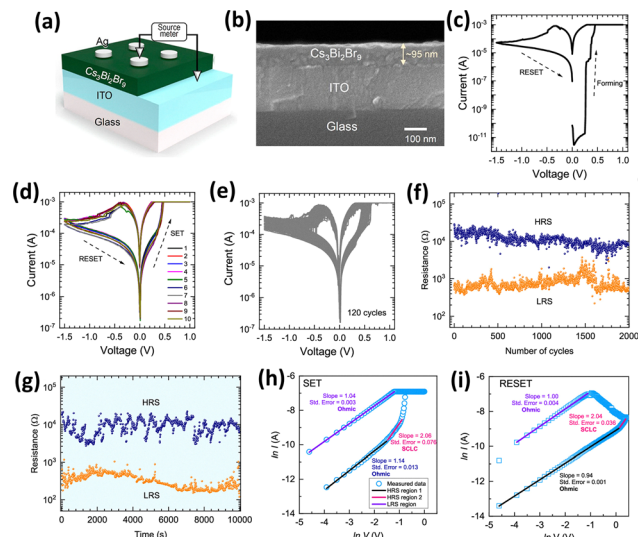 (a)
Source
meter
Ag
Cs3Bi2Br9
ITO
Glass
(b)
Cs3Bi2Br9
~95 nm
ITO
Glass
100 nm
(c)
Current (A)
10⁻³
10⁻⁵
10⁻⁷
10⁻⁹
10⁻¹¹
RESET
Forming
-1.5 -1.0 -0.5 0.0 0.5 1.0
Voltage (V)
(d)
Current (A)
10⁻³
10⁻⁴
10⁻⁵
10⁻⁶
10⁻⁷
RESET
SET
1
2
3
4
5
6
7
8
9
10
-1.5 -1.0 -0.5 0.0 0.5 1.0
Voltage (V)
(e)
Current (A)
10⁻³
10⁻⁴
10⁻⁵
10⁻⁶
10⁻⁷
120 cycles
-1.5 -1.0 -0.5 0.0 0.5 1.0
Voltage (V)
(f)
Resistance (Ω)
10⁵
10⁴
10³
10²
HRS
LRS
0 500 1000 1500 2000
Number of cycles
(g)
Resistance (Ω)
10⁵
10⁴
10³
10²
HRS
LRS
0 2000 4000 6000 8000 10000
Time (s)
(h)
SET
ln I (A)
-6
-8
-10
-12
-14
Slope = 1.04
Std. Error = 0.003
Ohmic
Slope = 2.06
Std. Error = 0.076
SCLC
Slope = 1.14
Std. Error = 0.013
Ohmic
Measured data
HRS region 1
HRS region 2
LRS region
-5 -4 -3 -2 -1 0
ln V (V)
(i)
RESET
ln I (A)
-6
-8
-10
-12
-14
Slope = 1.00
Std. Error = 0.004
Ohmic
Slope = 2.04
Std. Error = 0.036
SCLC
Slope = 0.94
Std. Error = 0.001
Ohmic
-5 -4 -3 -2 -1 0
ln V (V)